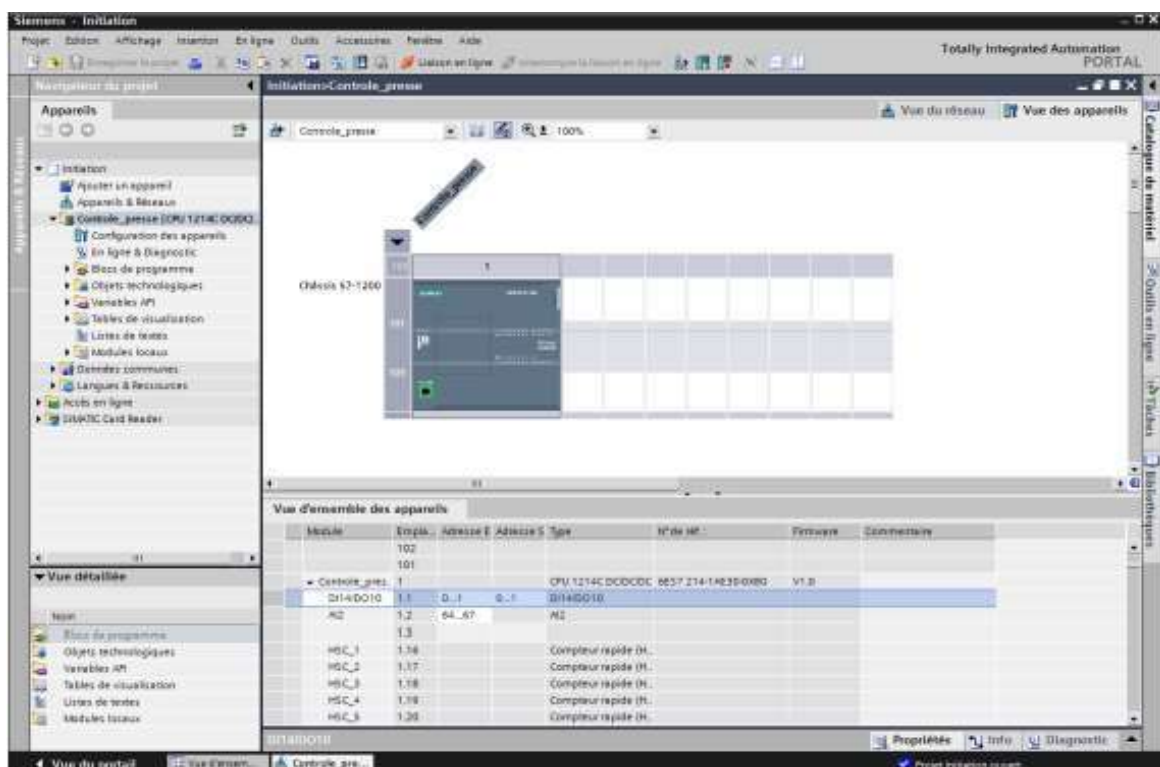 Siemens - Initiation
Projet Edition Affichage Insertion En ligne Outils Accessoires Fenêtre Aide
Totally Integrated Automation
PORTAL
Liaison en ligne
Navigateur du projet
Initiation>Controle_presse
Appareils
Vue du réseau
Vue des appareils
Controle_presse
100%
Initiation
Ajouter un appareil
Appareils & Réseaux
Controle_presse [CPU 1214C DC/DC/
Configuration des appareils
En ligne & Diagnostic
Blocs de programme
Objets technologiques
Variables API
Tables de visualisation
Listes de textes
Modules locaux
Données communes
Langues & Ressources
Accès en ligne
SIMATIC Card Reader
Controle_presse
1
Châssis S7-1200
Catalogue de matériel
Outils en ligne
Tâches
Bibliothèques
Vue d'ensemble des appareils
Module Empla... Adresse E Adresse S Type N° de réf. Firmware Commentaire
102
101
Controle_pres. 1 CPU 1214C DC/DC/DC 6ES7 214-1AE30-0XB0 V1.0
DI14/DO10 1.1 0...1 0...1 DI14/DO10
AI2 1.2 64...67 AI2
1.3
HSC_1 1.16 Compteur rapide (H..
HSC_2 1.17 Compteur rapide (H..
HSC_3 1.18 Compteur rapide (H..
HSC_4 1.19 Compteur rapide (H..
HSC_5 1.20 Compteur rapide (H..
Vue détaillée
Nom
Blocs de programme
Objets technologiques
Variables API
Tables de visualisation
Listes de textes
Modules locaux
DI14/DO10
Propriétés
Info
Diagnostic
Vue du portail
Vue d'ensem...
Controle_pre...
Projet Initiation ouvert